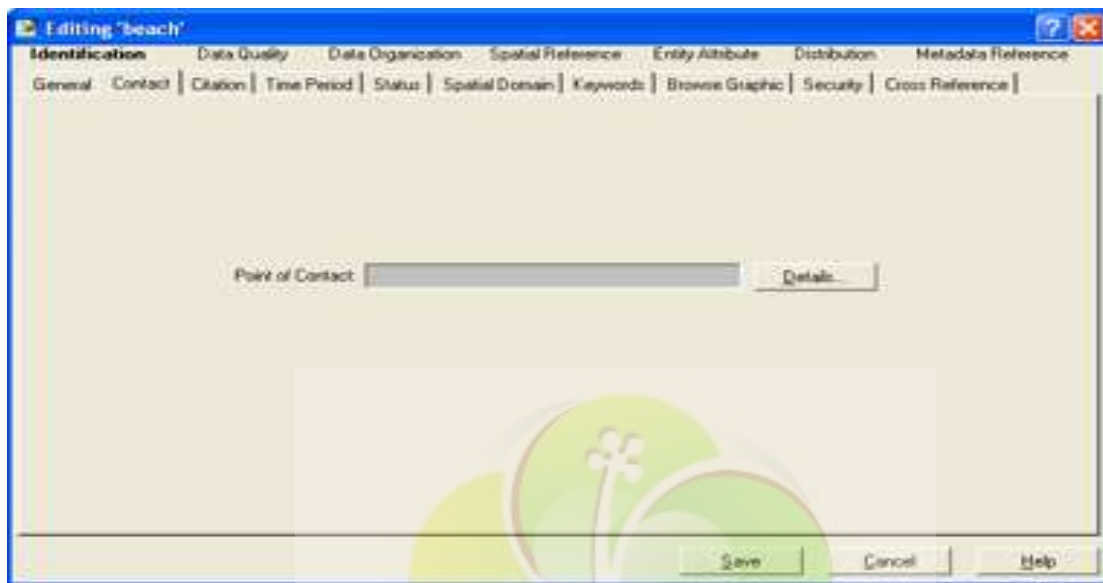 Editing 'beach'
Identification Data Quality Data Organization Spatial Reference Entity Attribute Distribution Metadata Reference
General Contact Citation Time Period Status Spatial Domain Keywords Browse Graphic Security Cross Reference
Point of Contact Details...
Save Cancel Help